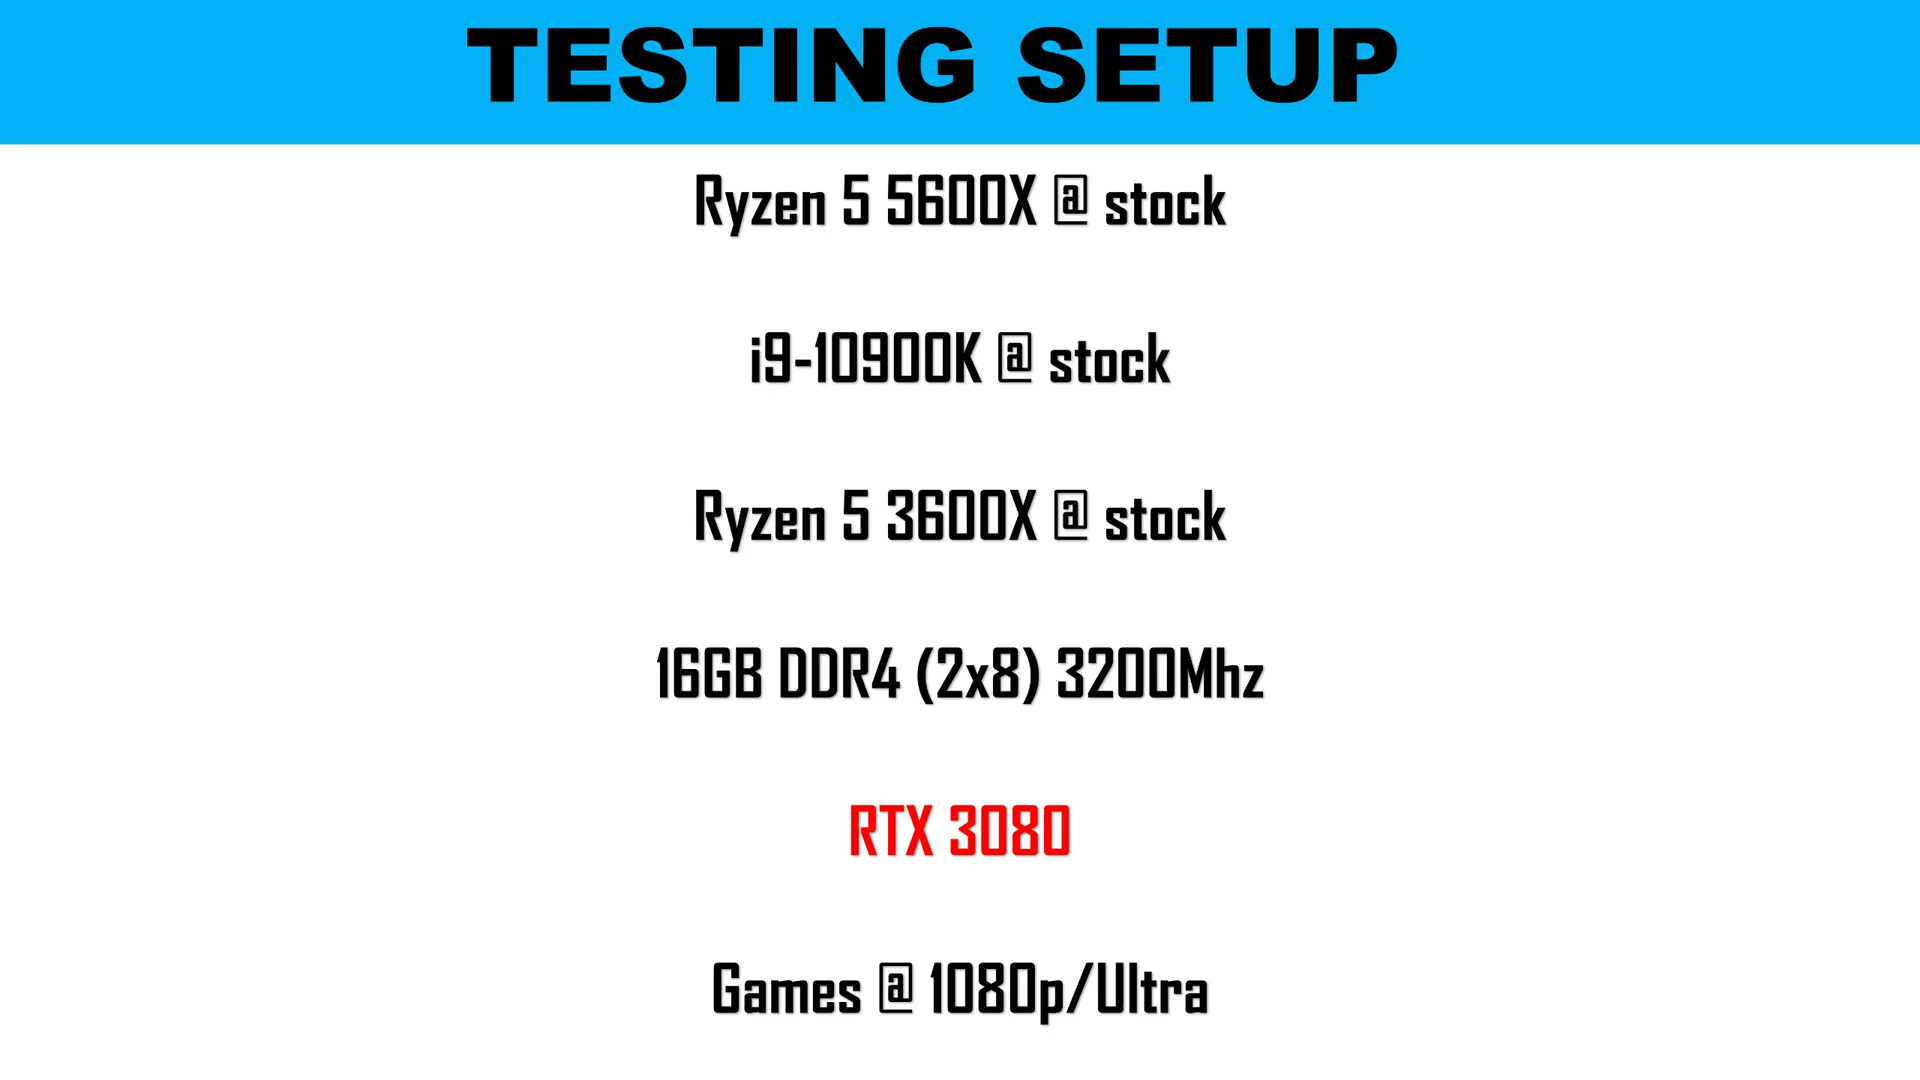 TESTING SETUP
Ryzen 5 5600X @ stock
i9-10900K @ stock
Ryzen 5 3600X @ stock
16GB DDR4 (2x8) 3200Mhz
RTX 3080
Games @ 1080p/Ultra